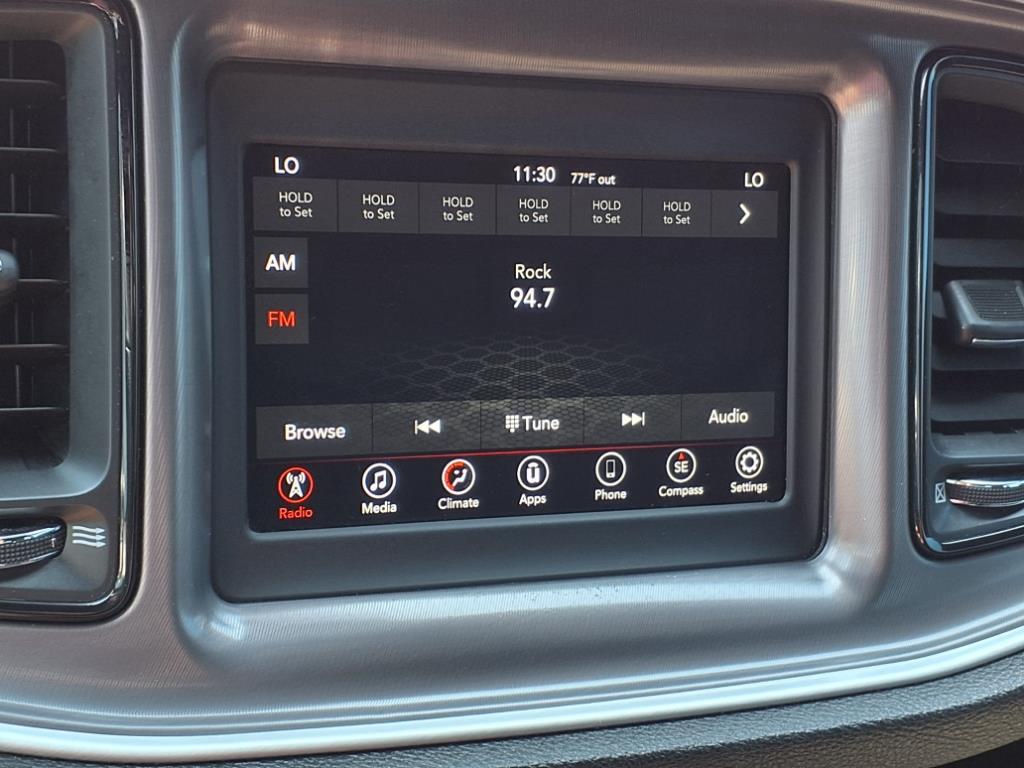 LO 11:30 77°F out LO
HOLD HOLD HOLD HOLD HOLD HOLD
to Set to Set to Set to Set to Set to Set
AM
Rock
94.7
FM
Browse Tune Audio
SE
Radio Media Climate Apps Phone Compass Settings